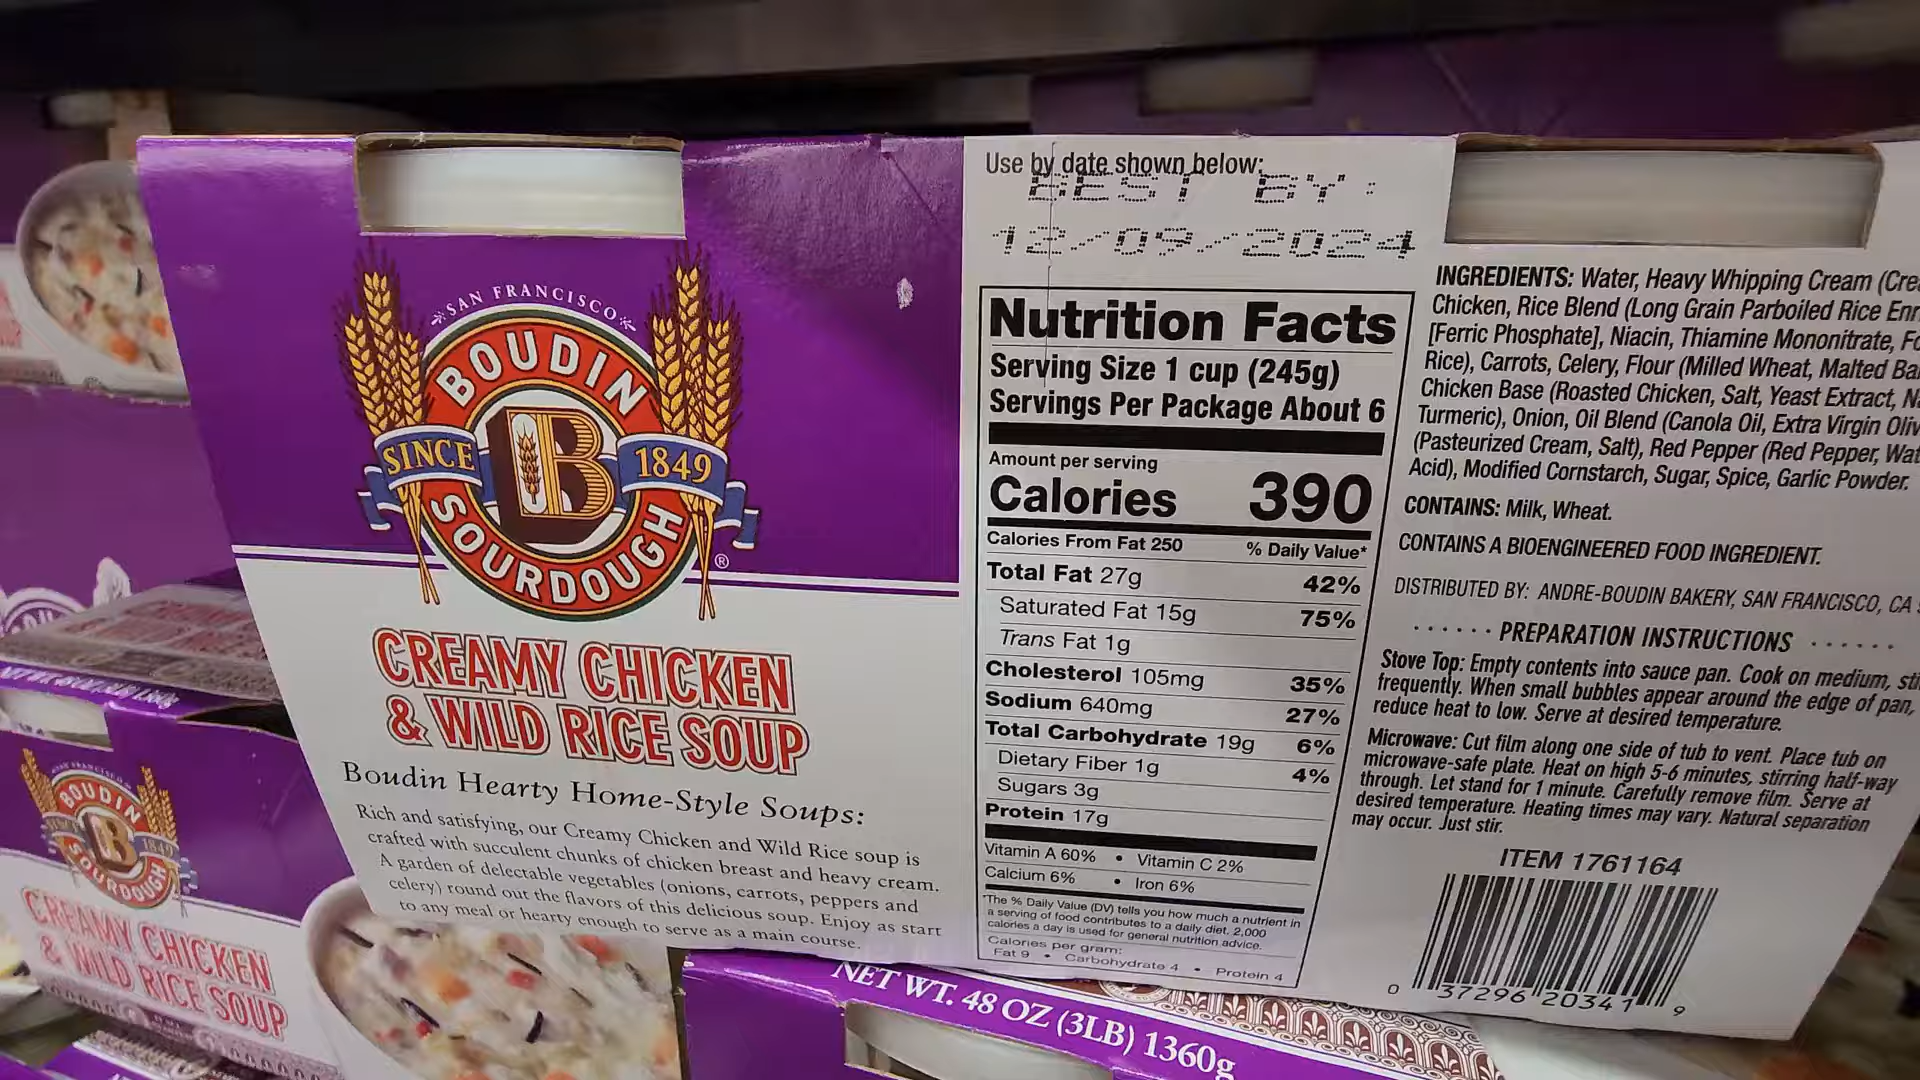 SAN FRANCISCO
BOUDIN
SINCE B 1849
SOURDOUGH ®
CREAMY CHICKEN
& WILD RICE SOUP
Boudin Hearty Home-Style Soups:
Rich and satisfying, our Creamy Chicken and Wild Rice soup is
crafted with succulent chunks of chicken breast and heavy cream.
A garden of delectable vegetables (onions, carrots, peppers and
celery) round out the flavors of this delicious soup. Enjoy as start
to any meal or hearty enough to serve as a main course.
Use by date shown below:
BEST BY:
12/09/2024
Nutrition Facts
Serving Size 1 cup (245g)
Servings Per Package About 6
Amount per serving
Calories 390
Calories From Fat 250 % Daily Value*
Total Fat 27g 42%
Saturated Fat 15g 75%
Trans Fat 1g
Cholesterol 105mg 35%
Sodium 640mg 27%
Total Carbohydrate 19g 6%
Dietary Fiber 1g 4%
Sugars 3g
Protein 17g
Vitamin A 60% • Vitamin C 2%
Calcium 6% • Iron 6%
*The % Daily Value (DV) tells you how much a nutrient in
a serving of food contributes to a daily diet. 2,000
calories a day is used for general nutrition advice.
Calories per gram:
Fat 9 • Carbohydrate 4 • Protein 4
INGREDIENTS: Water, Heavy Whipping Cream (Cre
Chicken, Rice Blend (Long Grain Parboiled Rice Enr
[Ferric Phosphate], Niacin, Thiamine Mononitrate, Fo
Rice), Carrots, Celery, Flour (Milled Wheat, Malted Ba
Chicken Base (Roasted Chicken, Salt, Yeast Extract, N
Turmeric), Onion, Oil Blend (Canola Oil, Extra Virgin Oliv
(Pasteurized Cream, Salt), Red Pepper (Red Pepper, Wat
Acid), Modified Cornstarch, Sugar, Spice, Garlic Powder.
CONTAINS: Milk, Wheat.
CONTAINS A BIOENGINEERED FOOD INGREDIENT.
DISTRIBUTED BY: ANDRE-BOUDIN BAKERY, SAN FRANCISCO, CA
PREPARATION INSTRUCTIONS
Stove Top: Empty contents into sauce pan. Cook on medium, sti
frequently. When small bubbles appear around the edge of pan,
reduce heat to low. Serve at desired temperature.
Microwave: Cut film along one side of tub to vent. Place tub on
microwave-safe plate. Heat on high 5-6 minutes, stirring half-way
through. Let stand for 1 minute. Carefully remove film. Serve at
desired temperature. Heating times may vary. Natural separation
may occur. Just stir.
ITEM 1761164
0 37296 20341 9
NET WT. 48 OZ (3LB) 1360g
NET WT. 48 OZ (3LB) 1360g
BOUDIN
B 1849
SOURDOUGH
CREAMY CHICKEN
& WILD RICE SOUP